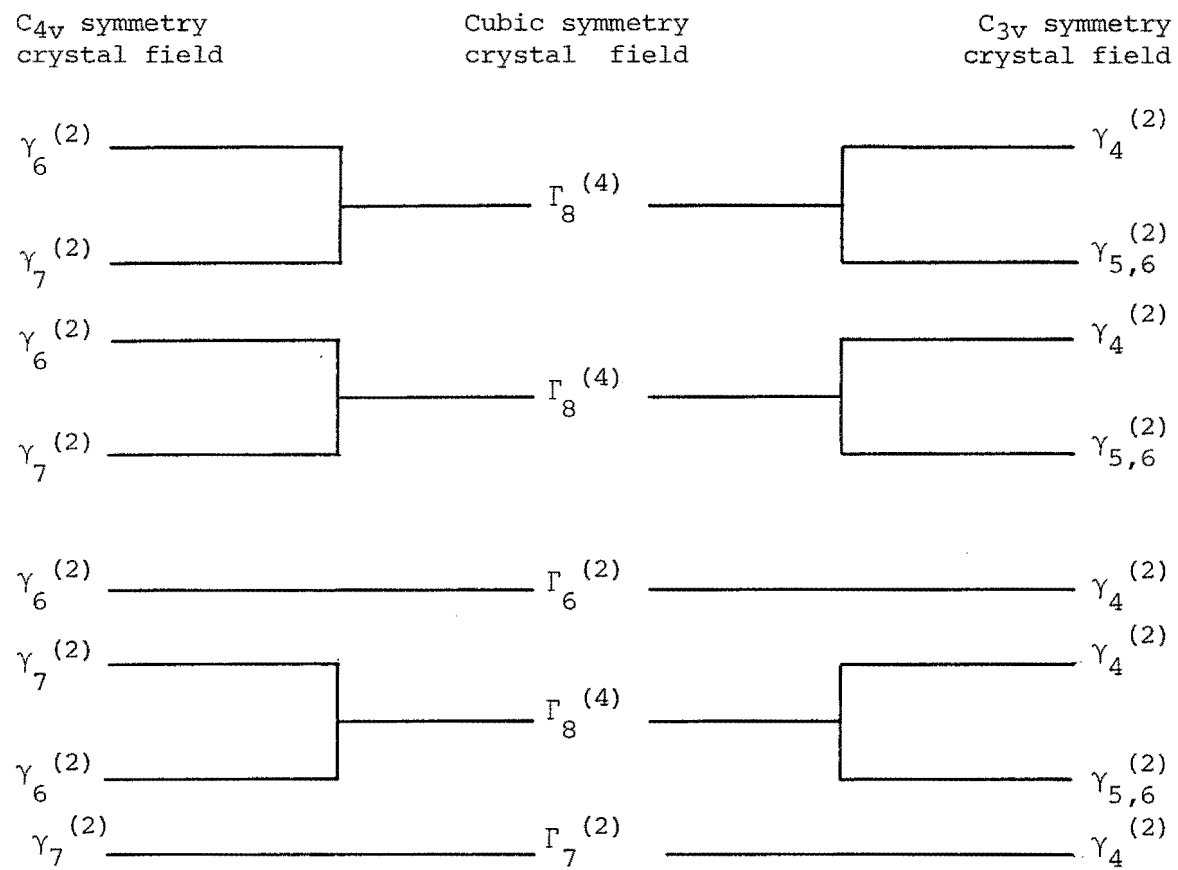 C4v symmetry Cubic symmetry C3v symmetry
crystal field crystal field crystal field
γ6(2) γ4(2)
Γ8(4)
γ7(2) γ5,6(2)
γ6(2) γ4(2)
Γ8(4)
γ7(2) γ5,6(2)
γ6(2) Γ6(2) γ4(2)
γ7(2) γ4(2)
Γ8(4)
γ6(2) γ5,6(2)
γ7(2) Γ7(2) γ4(2)